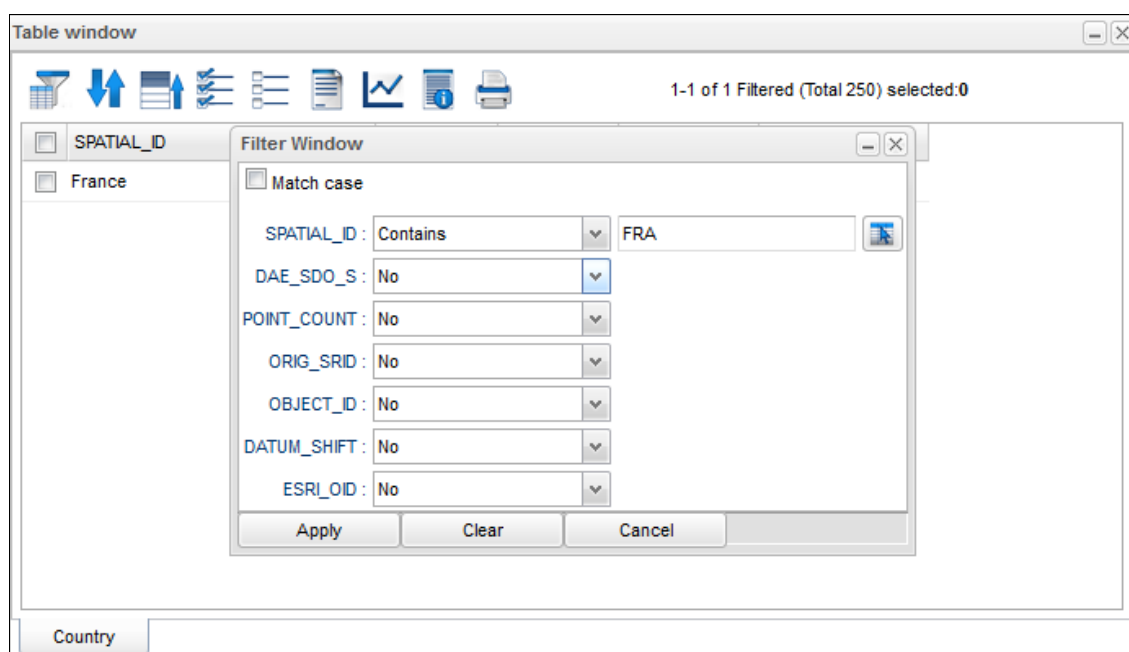 Table window
1-1 of 1 Filtered (Total 250) selected:0
SPATIAL_ID
France
Filter Window
Match case
SPATIAL_ID : Contains FRA
DAE_SDO_S : No
POINT_COUNT : No
ORIG_SRID : No
OBJECT_ID : No
DATUM_SHIFT : No
ESRI_OID : No
Apply Clear Cancel
Country